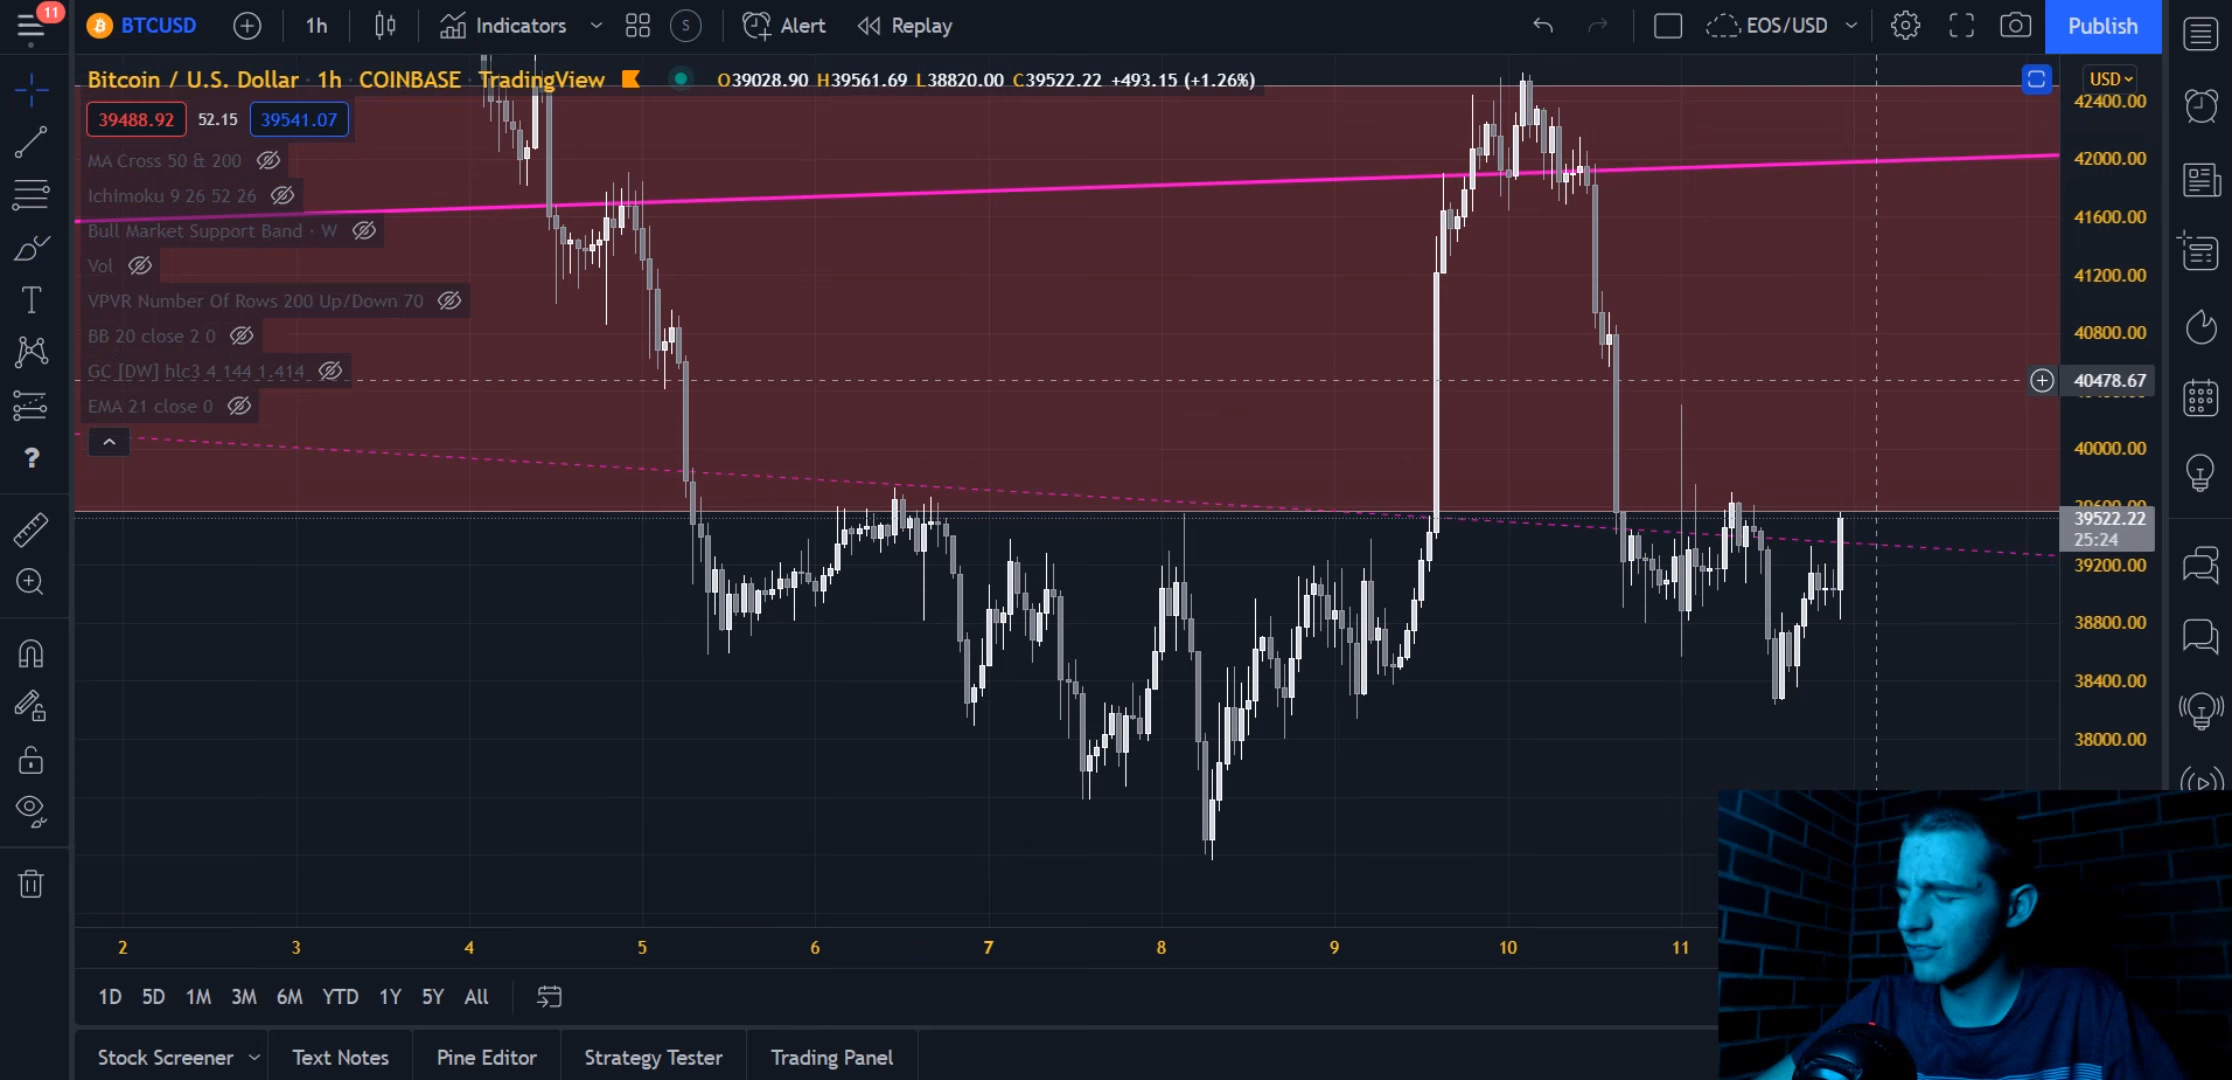 11
BTCUSD
1h
Indicators
S
Alert
Replay
EOS/USD
Publish
Bitcoin / U.S. Dollar · 1h · COINBASE · TradingView
O39028.90 H39561.69 L38820.00 C39522.22 +493.15 (+1.26%)
USD
39488.92
52.15
39541.07
MA Cross 50 & 200
Ichimoku 9 26 52 26
Bull Market Support Band · W
Vol
VPVR Number Of Rows 200 Up/Down 70
BB 20 close 2 0
GC [DW] hlc3 4 144 1.414
EMA 21 close 0
42400.00
42000.00
41600.00
41200.00
40800.00
40478.67
40000.00
39600.00
39522.22
25:24
39200.00
38800.00
38400.00
38000.00
2 3 4 5 6 7 8 9 10 11
1D 5D 1M 3M 6M YTD 1Y 5Y All
Stock Screener
Text Notes
Pine Editor
Strategy Tester
Trading Panel